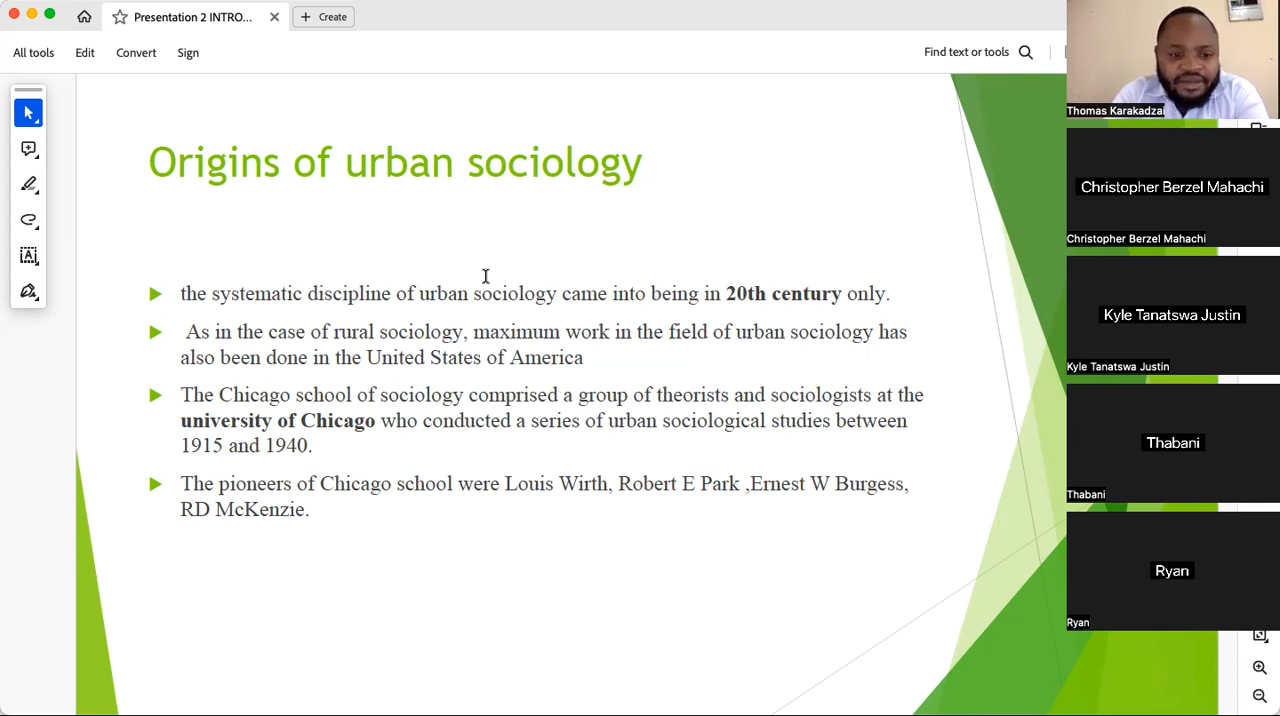 Presentation 2 INTRO...
Create
All tools
Edit
Convert
Sign
Find text or tools
Origins of urban sociology
the systematic discipline of urban sociology came into being in 20th century only.
As in the case of rural sociology, maximum work in the field of urban sociology has
also been done in the United States of America
The Chicago school of sociology comprised a group of theorists and sociologists at the
university of Chicago who conducted a series of urban sociological studies between
1915 and 1940.
The pioneers of Chicago school were Louis Wirth, Robert E Park ,Ernest W Burgess,
RD McKenzie.
Thomas Karakadzai
Christopher Berzel Mahachi
Christopher Berzel Mahachi
Kyle Tanatswa Justin
Kyle Tanatswa Justin
Thabani
Thabani
Ryan
Ryan